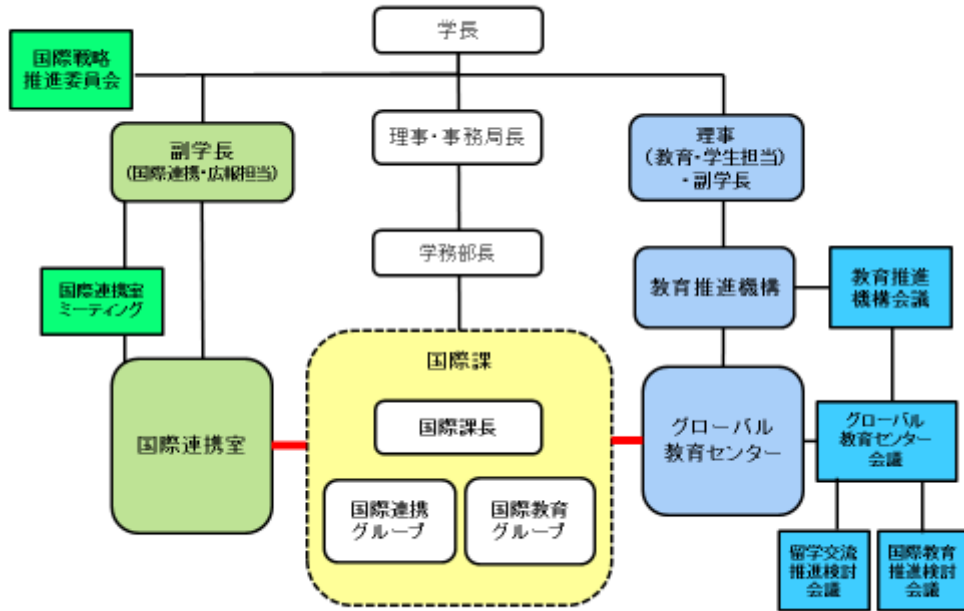 学長
国際戦略
推進委員会
副学長
(国際連携・広報担当)
理事・事務局長
理事
(教育・学生担当)
・副学長
学務部長
教育推進機構
教育推進
機構会議
国際連携室
ミーティング
国際課
国際連携室
国際課長
グローバル
教育センター
グローバル
教育センター
会議
国際連携
グループ
国際教育
グループ
留学交流
推進検討
会議
国際教育
推進検討
会議